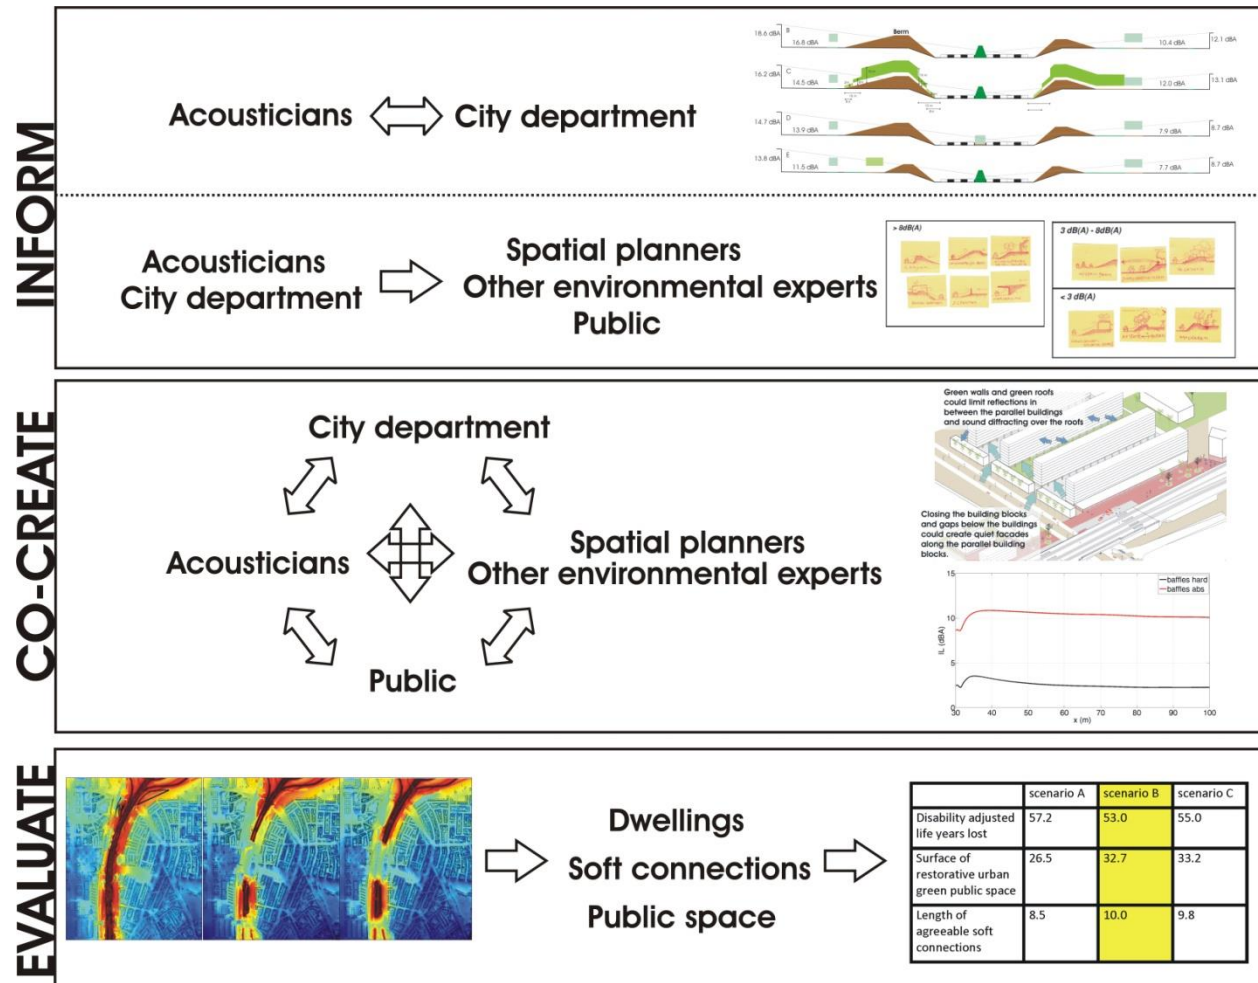 INFORM
Acousticians
City department
18.6 dBA
B
16.8 dBA
Berm
10.4 dBA
12.1 dBA
16.2 dBA
C
14.5 dBA
12.0 dBA
13.1 dBA
14.7 dBA
D
13.9 dBA
7.9 dBA
8.7 dBA
13.8 dBA
E
11.5 dBA
7.7 dBA
8.7 dBA
Acousticians
City department
Spatial planners
Other environmental experts
Public
> 8dB(A)
3 dB(A) - 8dB(A)
< 3 dB(A)
CO-CREATE
City department
Acousticians
Spatial planners
Other environmental experts
Public
Green walls and green roofs
could limit reflections in
between the parallel buildings
and sound diffracting over the roofs
Closing the building blocks
and gaps below the buildings
could create quiet facades
along the parallel building
blocks.
baffles hard
baffles abs
IL (dBA)
15
10
5
0
30 40 50 60 70 80 90 100
x (m)
EVALUATE
Dwellings
Soft connections
Public space
scenario A scenario B scenario C
Disability adjusted
life years lost
57.2 53.0 55.0
Surface of
restorative urban
green public space
26.5 32.7 33.2
Length of
agreeable soft
connections
8.5 10.0 9.8